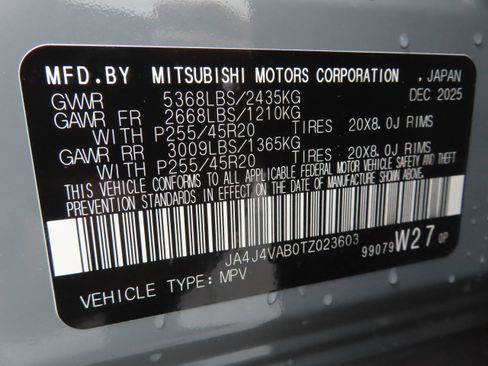 MFD.BY MITSUBISHI MOTORS CORPORATION, JAPAN
GVWR 5368LBS/2435KG DEC 2025
GAWR FR 2668LBS/1210KG
WITH P255/45R20 TIRES 20X8.0J RIMS
GAWR RR 3009LBS/1365KG
WITH P255/45R20 TIRES 20X8.0J RIMS
THIS VEHICLE CONFORMS TO ALL APPLICABLE FEDERAL MOTOR VEHICLE SAFETY AND THEFT
PREVENTION STANDARDS IN EFFECT ON THE DATE OF MANUFACTURE SHOWN ABOVE.
JA4J4VAB0TZ023603
99079 W27 0P
VEHICLE TYPE: MPV